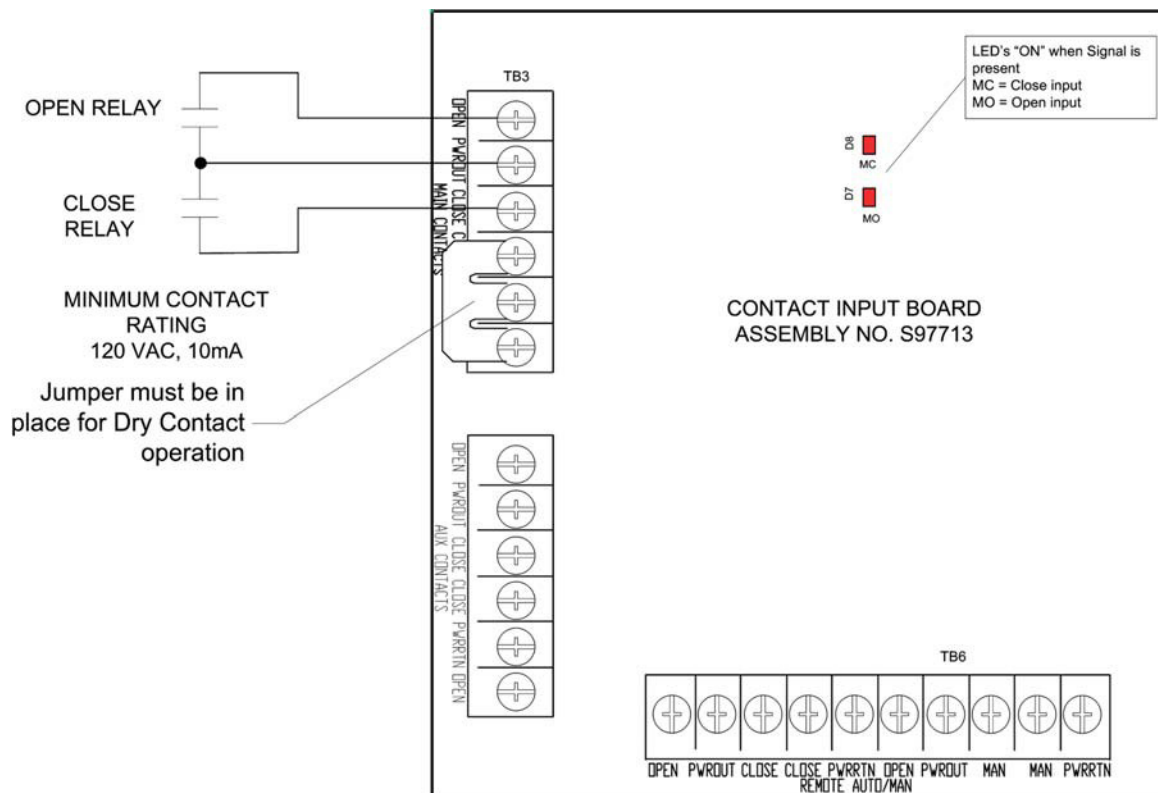 OPEN RELAY
CLOSE
RELAY
MINIMUM CONTACT
RATING
120 VAC, 10mA
Jumper must be in
place for Dry Contact
operation
TB3
OPEN PWROUT CLOSE
MAIN CONTACTS
OPEN PWROUT CLOSE CLOSE PWRRTN OPEN
AUX CONTACTS
LED's "ON" when Signal is
present
MC = Close input
MO = Open input
D8
MC
D7
MO
CONTACT INPUT BOARD
ASSEMBLY NO. S97713
TB6
OPEN PWROUT CLOSE CLOSE PWRRTN OPEN PWROUT MAN MAN PWRRTN
REMOTE AUTO/MAN